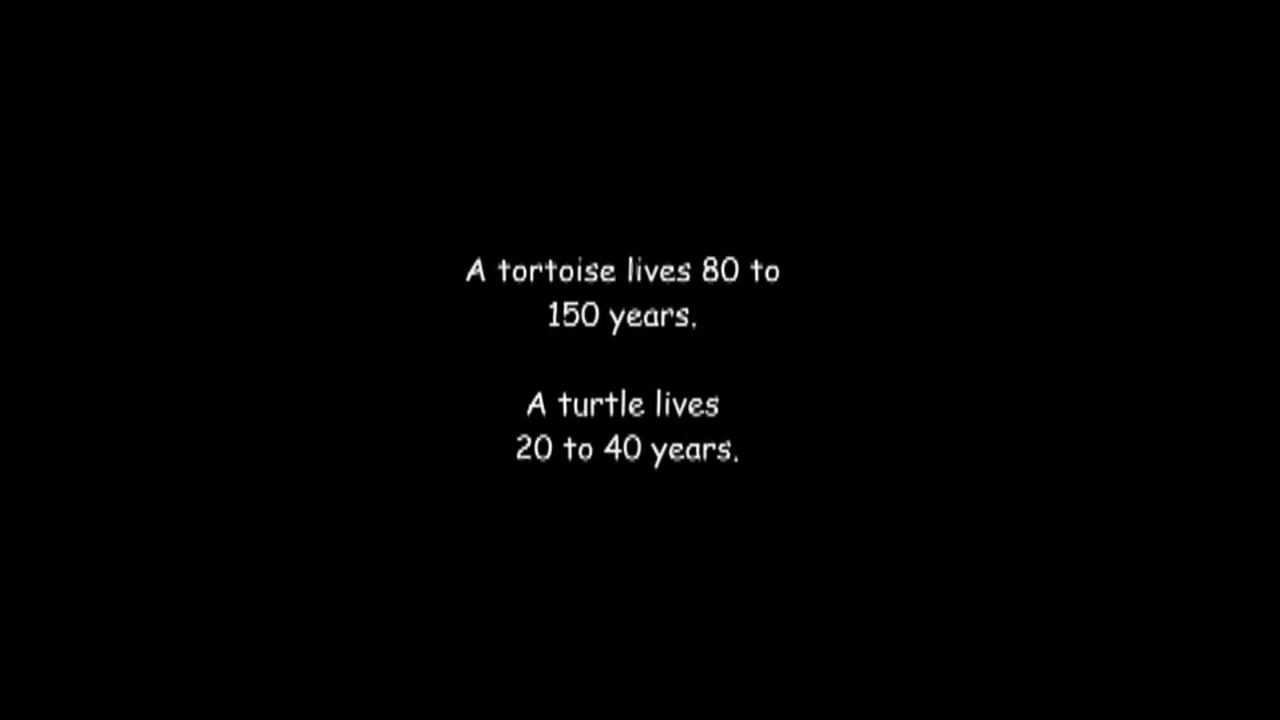 A tortoise lives 80 to
150 years.
A turtle lives
20 to 40 years.